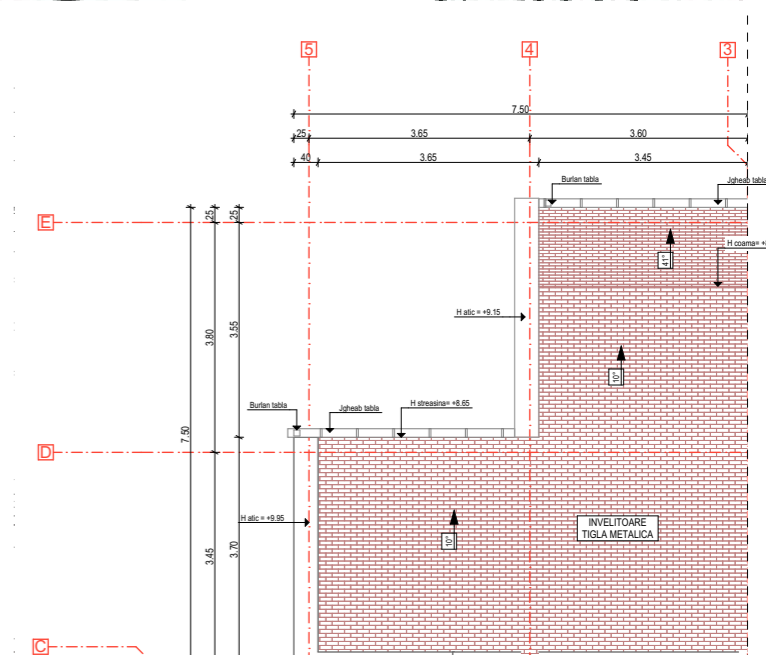 5
4
3
7.50
25
3.65
3.60
40
3.65
3.45
Burlan tabla
Jgheab tabla
E
25
25
41°
H coama= +
H atic = +9.15
3.80
3.55
10°
Burlan tabla
Jgheab tabla
H streasina= +8.65
7.50
D
H atic = +9.95
INVELITOARE
TIGLA METALICA
10°
3.45
3.70
C